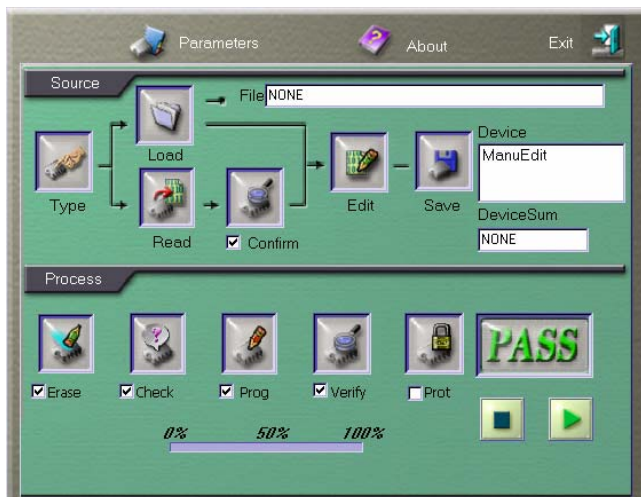 Parameters
About
Exit
Source
File
NONE
Load
Device
ManuEdit
Type
Edit
Save
DeviceSum
NONE
Read
Confirm
Process
PASS
Erase
Check
Prog
Verify
Prot
0% 50% 100%